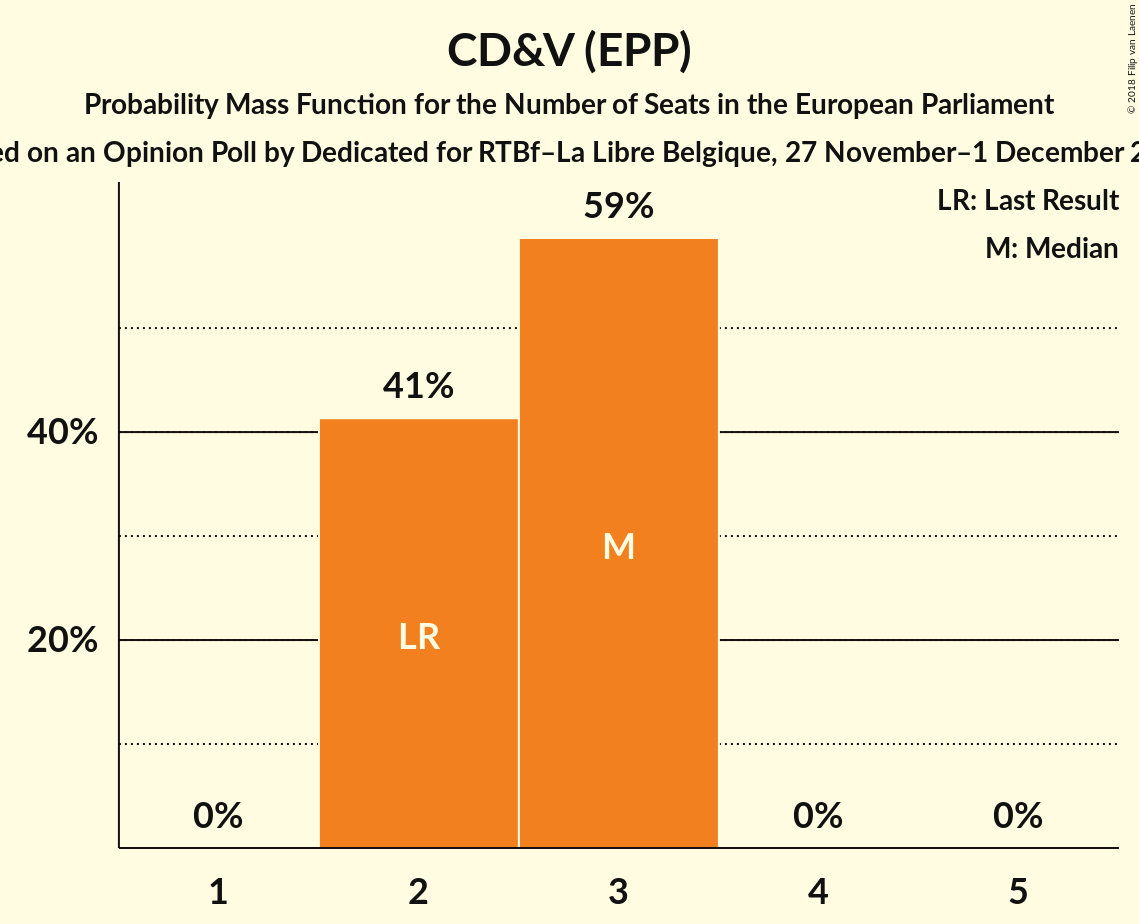 CD&V (EPP)
Probability Mass Function for the Number of Seats in the European Parliament
on an Opinion Poll by Dedicated for RTBf–La Libre Belgique, 27 November–1 December
© 2018 Filip van Laenen
LR: Last Result
M: Median
59%
41%
40%
20%
M
LR
0%
0%
0%
1
2
3
4
5